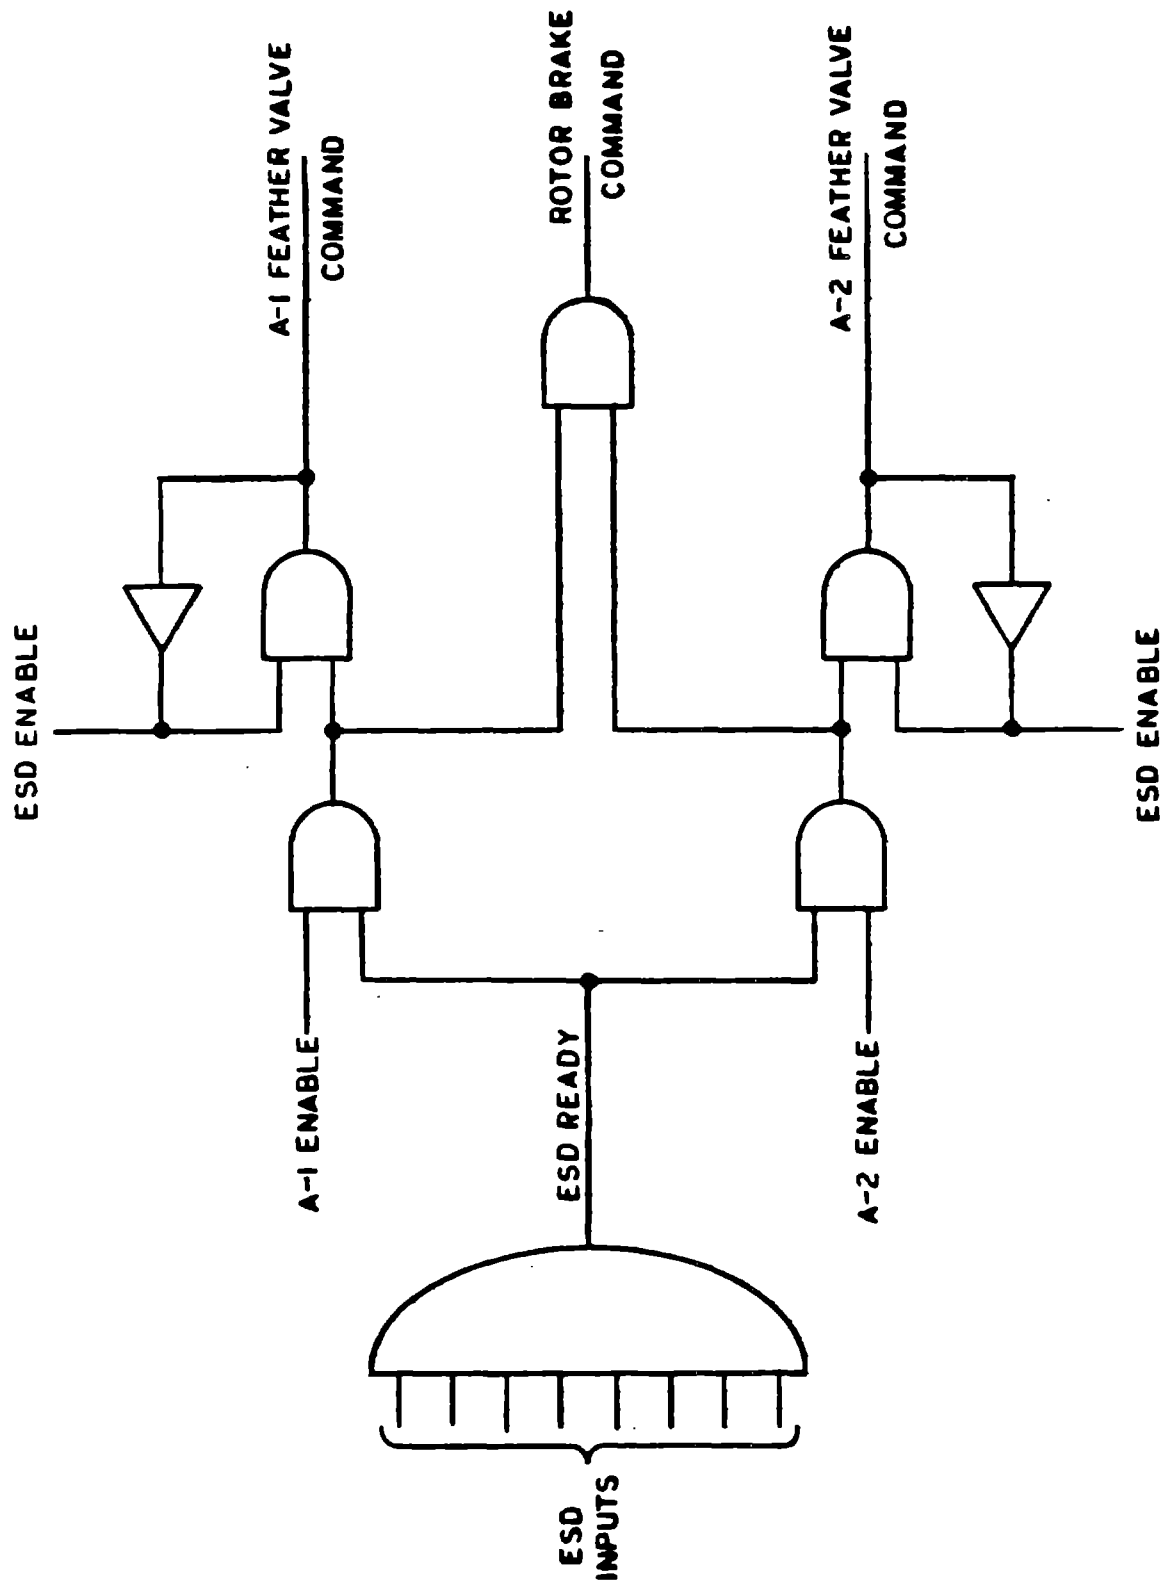 ESD
INPUTS
ESD READY
A-1 ENABLE
A-2 ENABLE
ESD ENABLE
ESD ENABLE
A-1 FEATHER VALVE
COMMAND
ROTOR BRAKE
COMMAND
A-2 FEATHER VALVE
COMMAND